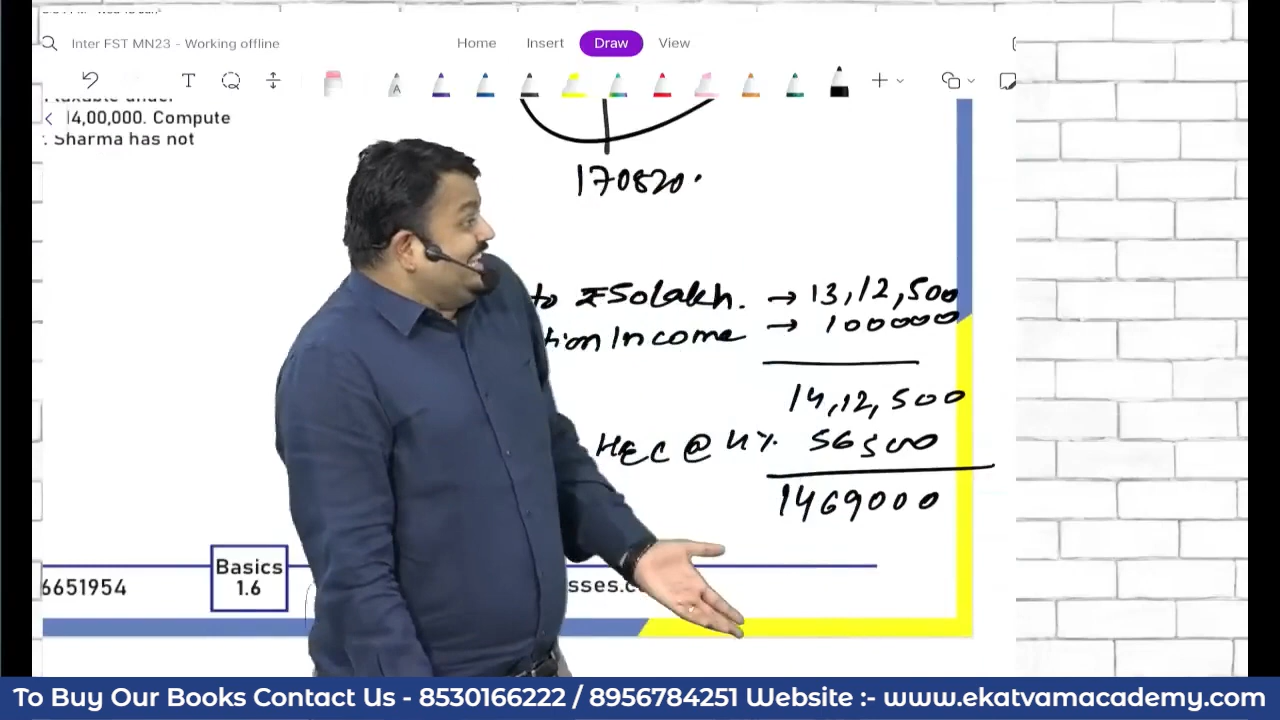 Inter FST MN23 - Working offline
Home Insert Draw View
14,00,000. Compute
. Sharma has not
170820.
to ₹50Lakh. → 13,12,500
tion Income → 100000
14,12,500
HEC @ 4% 56500
1469000
6651954
Basics
1.6
sses.c
To Buy Our Books Contact Us - 8530166222 / 8956784251 Website :- www.ekatvamacademy.com